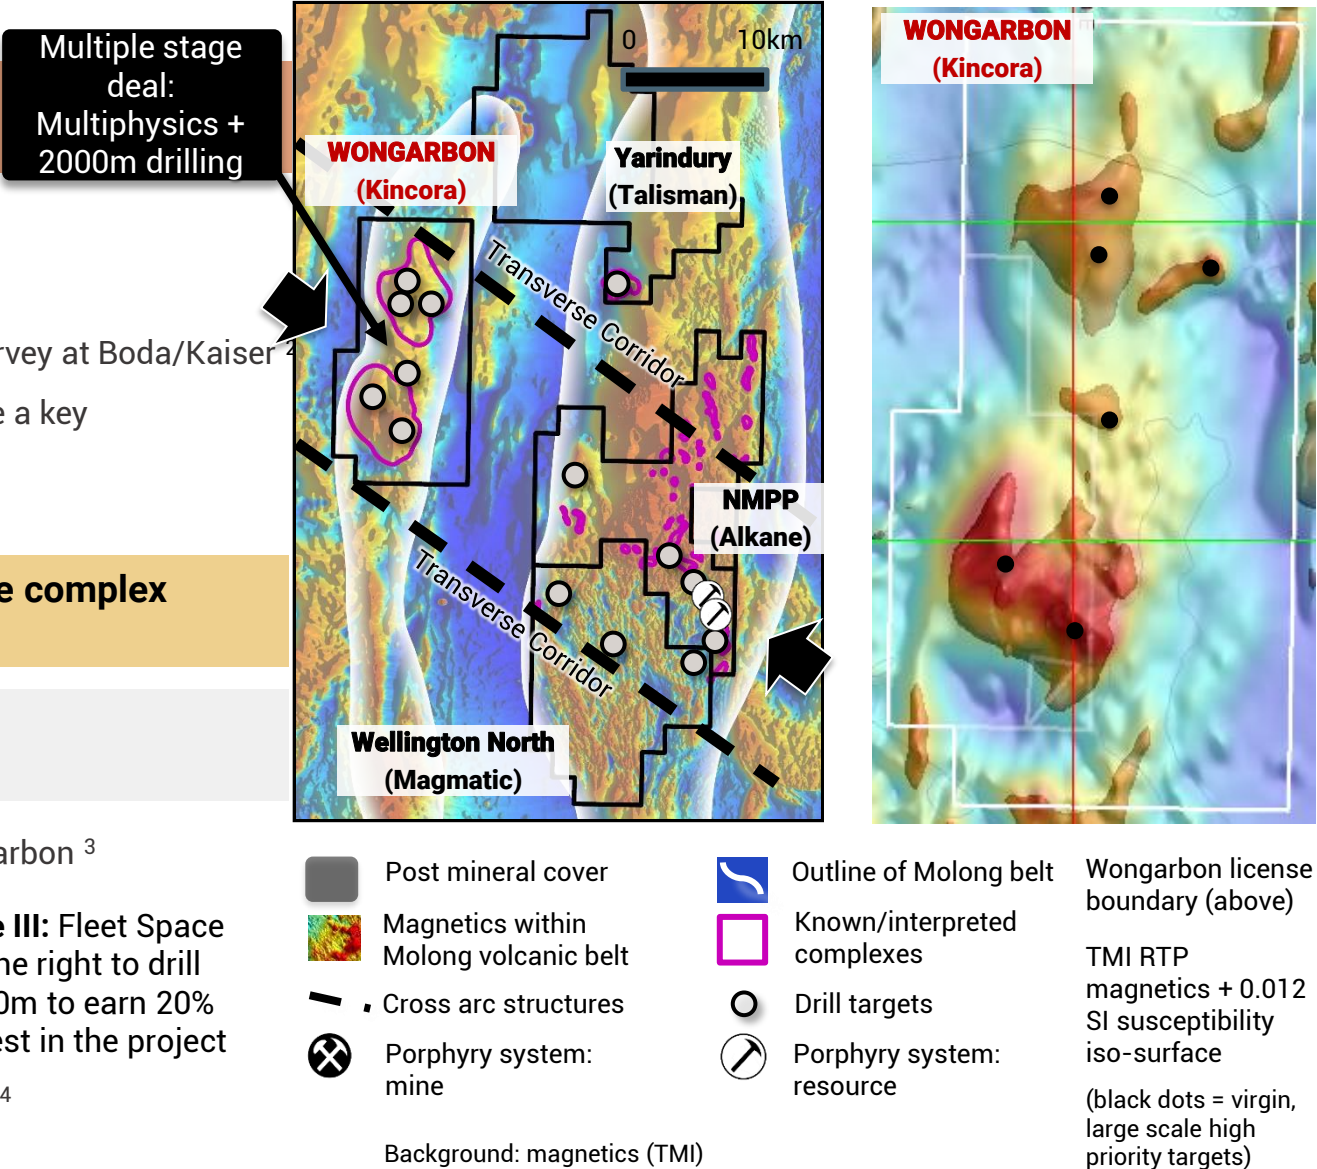 Multiple stage
deal:
Multiphysics +
2000m drilling
rvey at Boda/Kaiser
e a key
e complex
arbon 3
e III: Fleet Space
he right to drill
0m to earn 20%
est in the project
4
0 10km
WONGARBON
(Kincora)
Yarindury
(Talisman)
Transverse Corridor
NMPP
(Alkane)
Transverse Corridor
Wellington North
(Magmatic)
WONGARBON
(Kincora)
Post mineral cover
Magnetics within
Molong volcanic belt
Cross arc structures
Porphyry system:
mine
Background: magnetics (TMI)
Outline of Molong belt
Known/interpreted
complexes
Drill targets
Porphyry system:
resource
Wongarbon license
boundary (above)
TMI RTP
magnetics + 0.012
SI susceptibility
iso-surface
(black dots = virgin,
large scale high
priority targets)